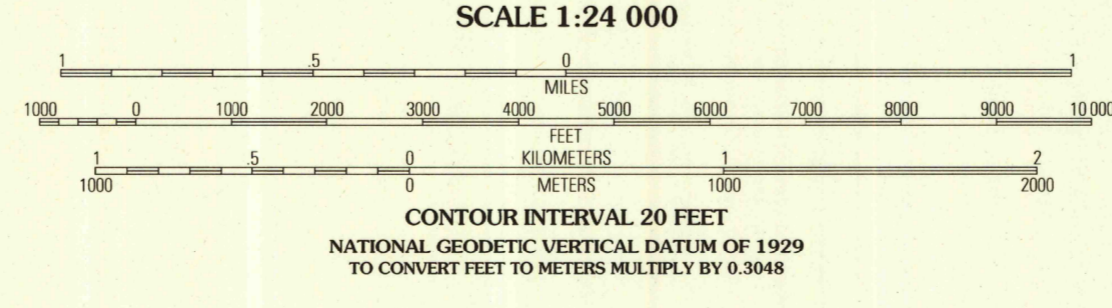 SCALE 1:24 000
1 .5 0 1
MILES
1000 0 1000 2000 3000 4000 5000 6000 7000 8000 9000 10000
FEET
1 .5 0 KILOMETERS 1 2
1000 0 METERS 1000 2000
CONTOUR INTERVAL 20 FEET
NATIONAL GEODETIC VERTICAL DATUM OF 1929
TO CONVERT FEET TO METERS MULTIPLY BY 0.3048